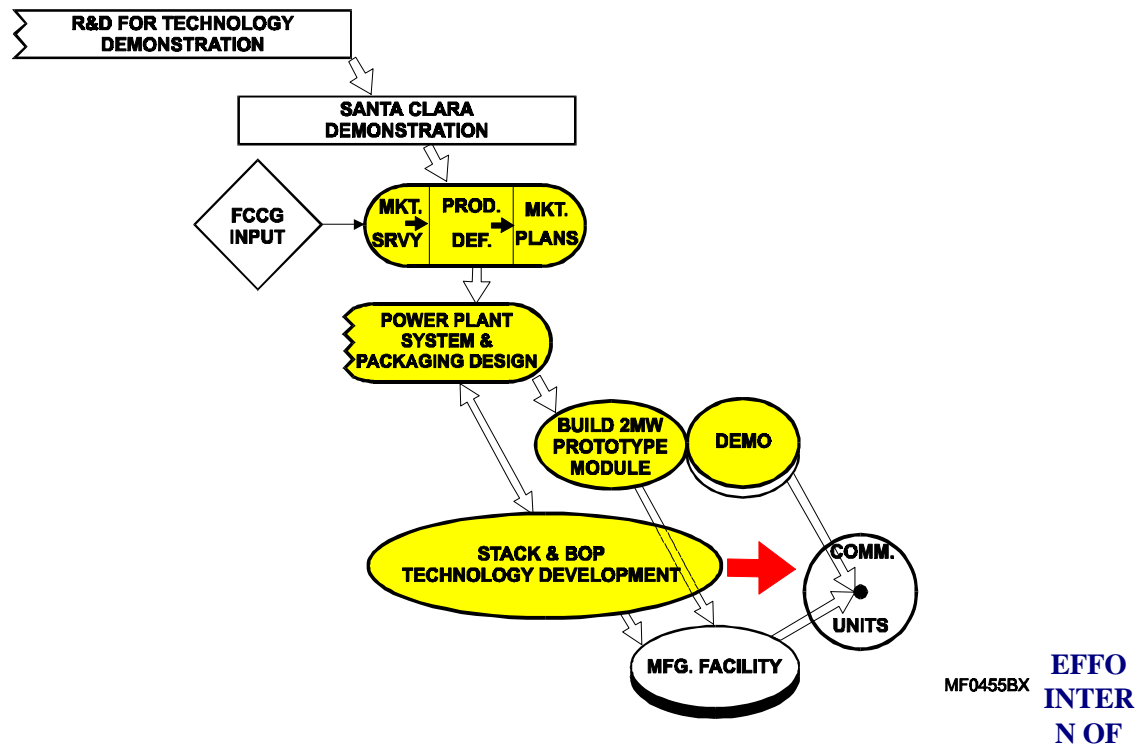 R&D FOR TECHNOLOGY
DEMONSTRATION
SANTA CLARA
DEMONSTRATION
FCCG
INPUT
MKT.
SRVY
PROD.
DEF.
MKT.
PLANS
POWER PLANT
SYSTEM &
PACKAGING DESIGN
BUILD 2MW
PROTOTYPE
MODULE
DEMO
STACK & BOP
TECHNOLOGY DEVELOPMENT
COMM.
UNITS
MFG. FACILITY
MF0455BX
EFFO
INTER
N OF